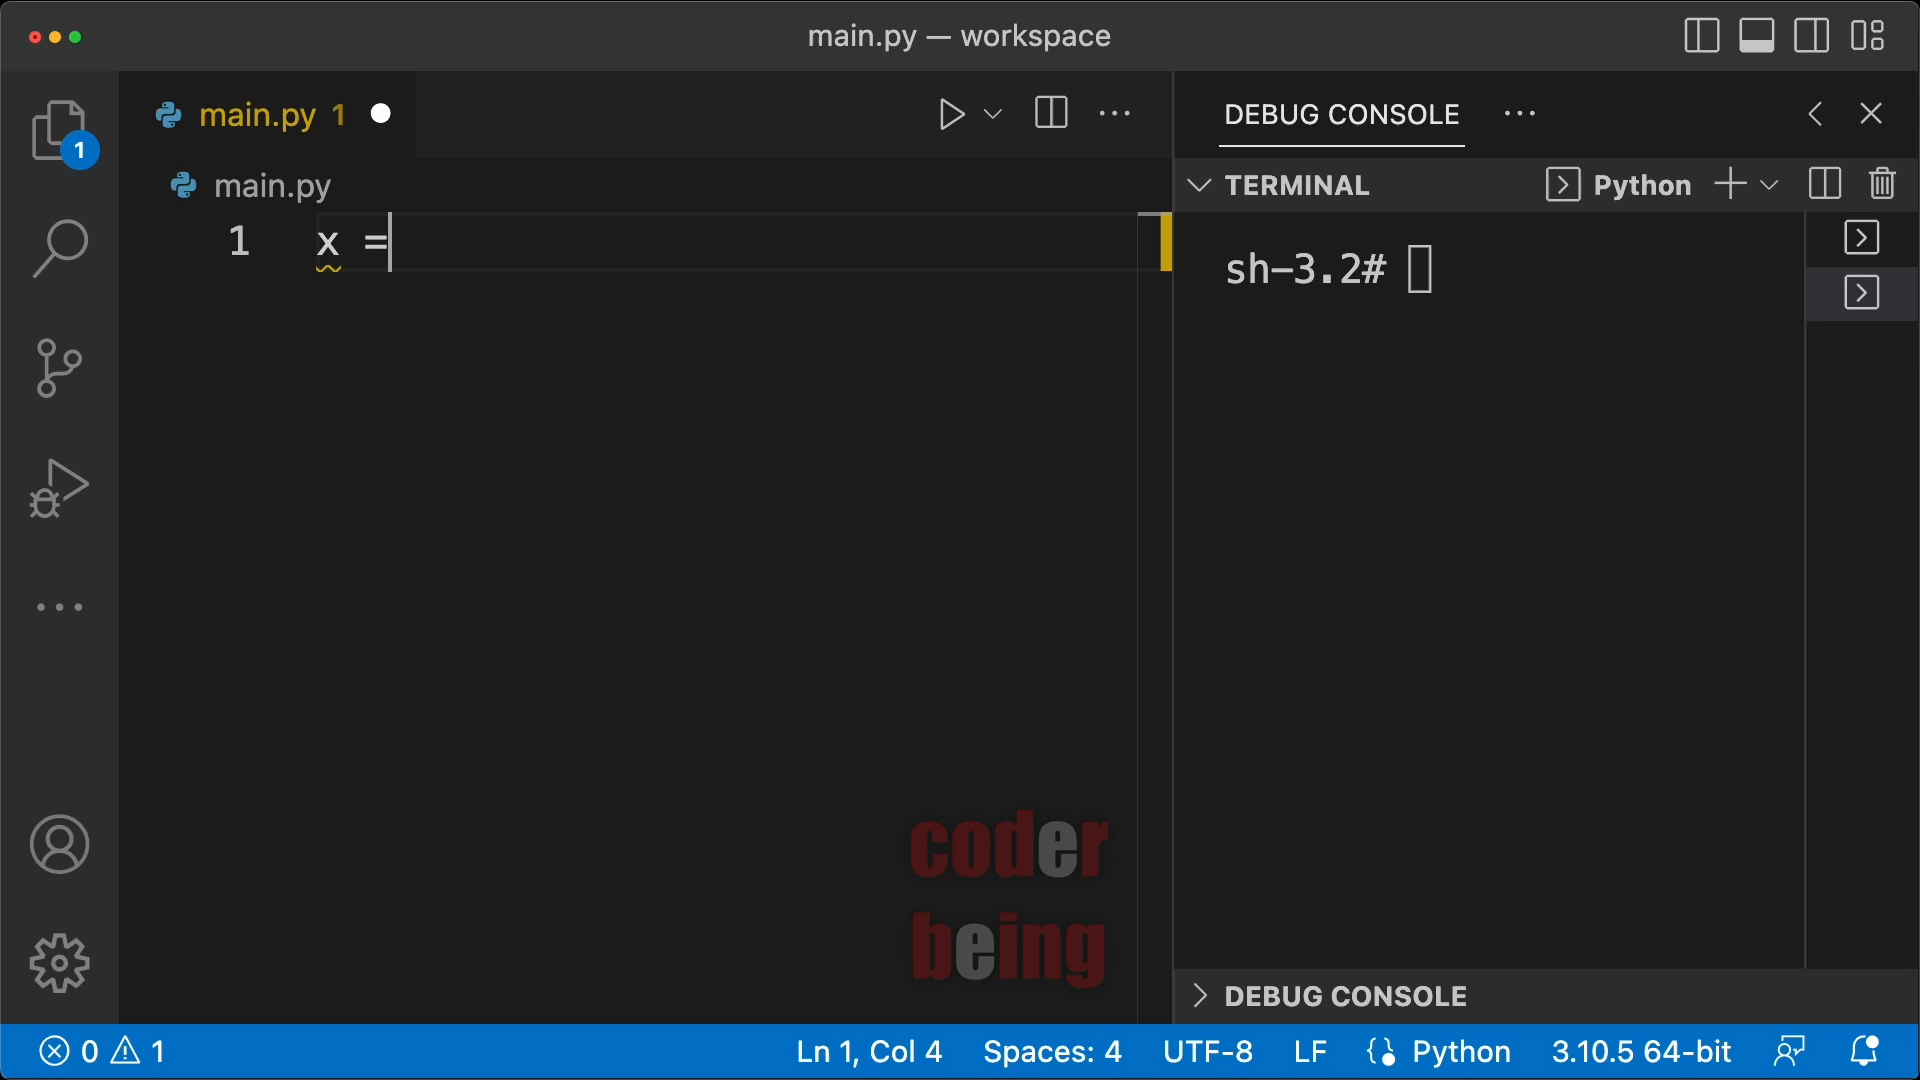 main.py — workspace
1
main.py 1
main.py
1 x =
DEBUG CONSOLE
TERMINAL
Python
sh-3.2#
coder
being
DEBUG CONSOLE
0 1 Ln 1, Col 4 Spaces: 4 UTF-8 LF {} Python 3.10.5 64-bit